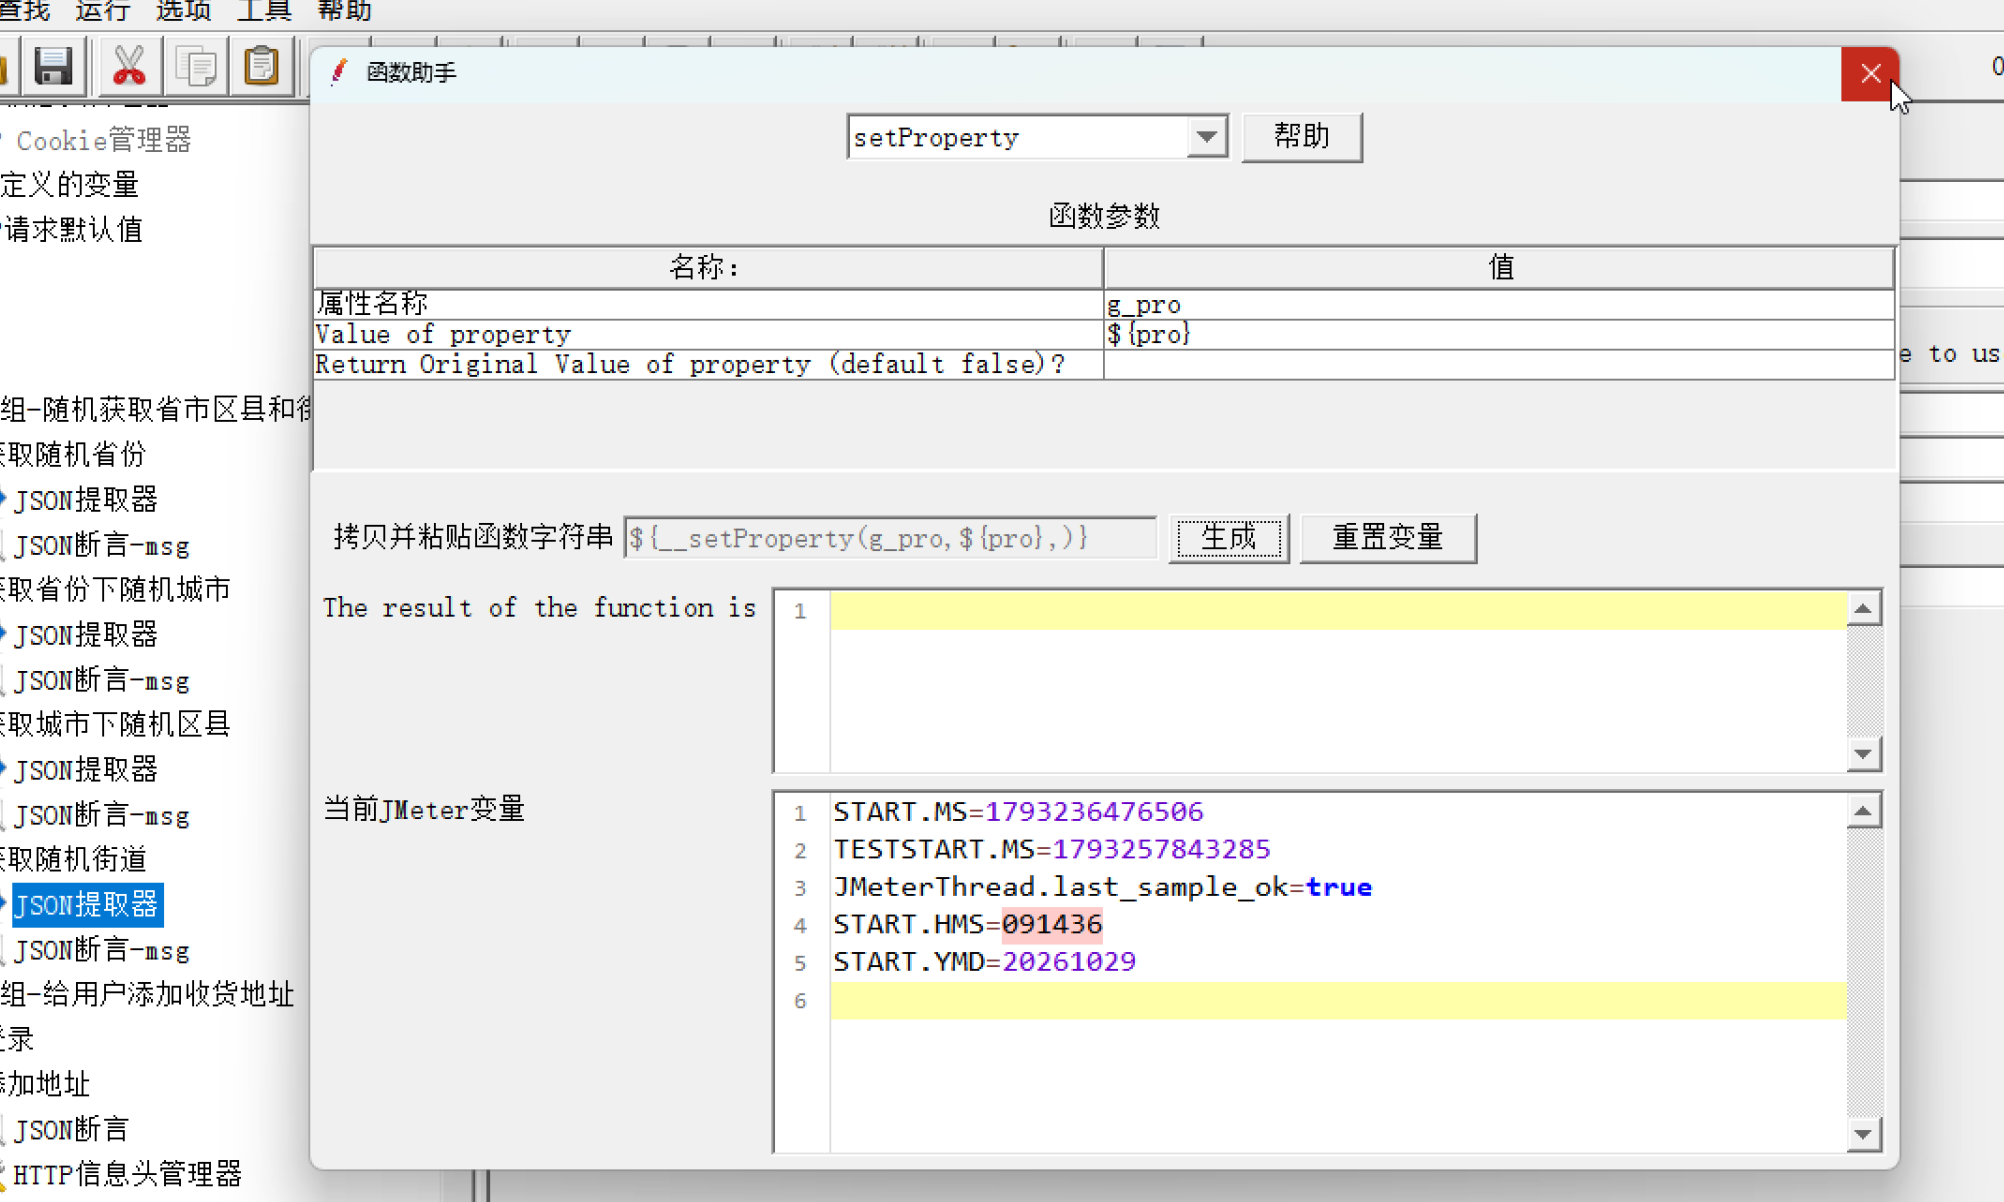 查找 运行 选项 工具 帮助
函数助手
Cookie管理器
定义的变量
请求默认值
组-随机获取省市区县和
取随机省份
JSON提取器
JSON断言-msg
取省份下随机城市
JSON提取器
JSON断言-msg
取城市下随机区县
JSON提取器
JSON断言-msg
取随机街道
JSON提取器
JSON断言-msg
组-给用户添加收货地址
登录
添加地址
JSON断言
HTTP信息头管理器
setProperty
帮助
函数参数
名称:
值
属性名称
g_pro
Value of property
${pro}
Return Original Value of property (default false)?
拷贝并粘贴函数字符串
${__setProperty(g_pro,${pro},)}
生成
重置变量
The result of the function is
1
当前JMeter变量
1 START.MS=1793236476506
2 TESTSTART.MS=1793257843285
3 JMeterThread.last_sample_ok=true
4 START.HMS=091436
5 START.YMD=20261029
6
0
e to us